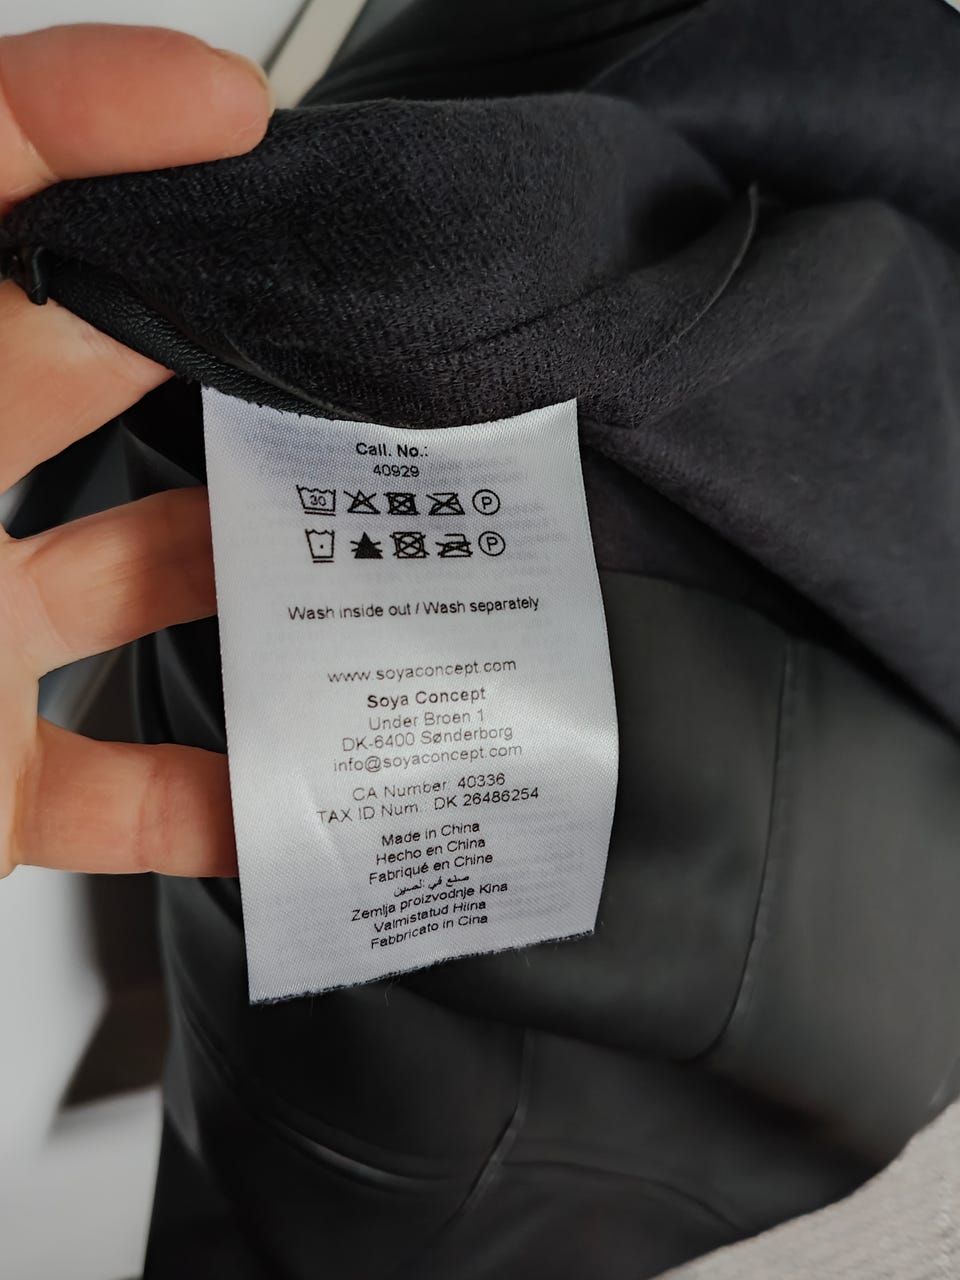 Call. No.:
40929
30 P
P
Wash inside out / Wash separately
www.soyaconcept.com
Soya Concept
Under Broen 1
DK-6400 Sønderborg
info@soyaconcept.com
CA Number: 40336
TAX ID Num.: DK 26486254
Made in China
Hecho en China
Fabriqué en Chine
صنع في الصين
Zemlja proizvodnje Kina
Valmistatud Hiina
Fabbricato in Cina